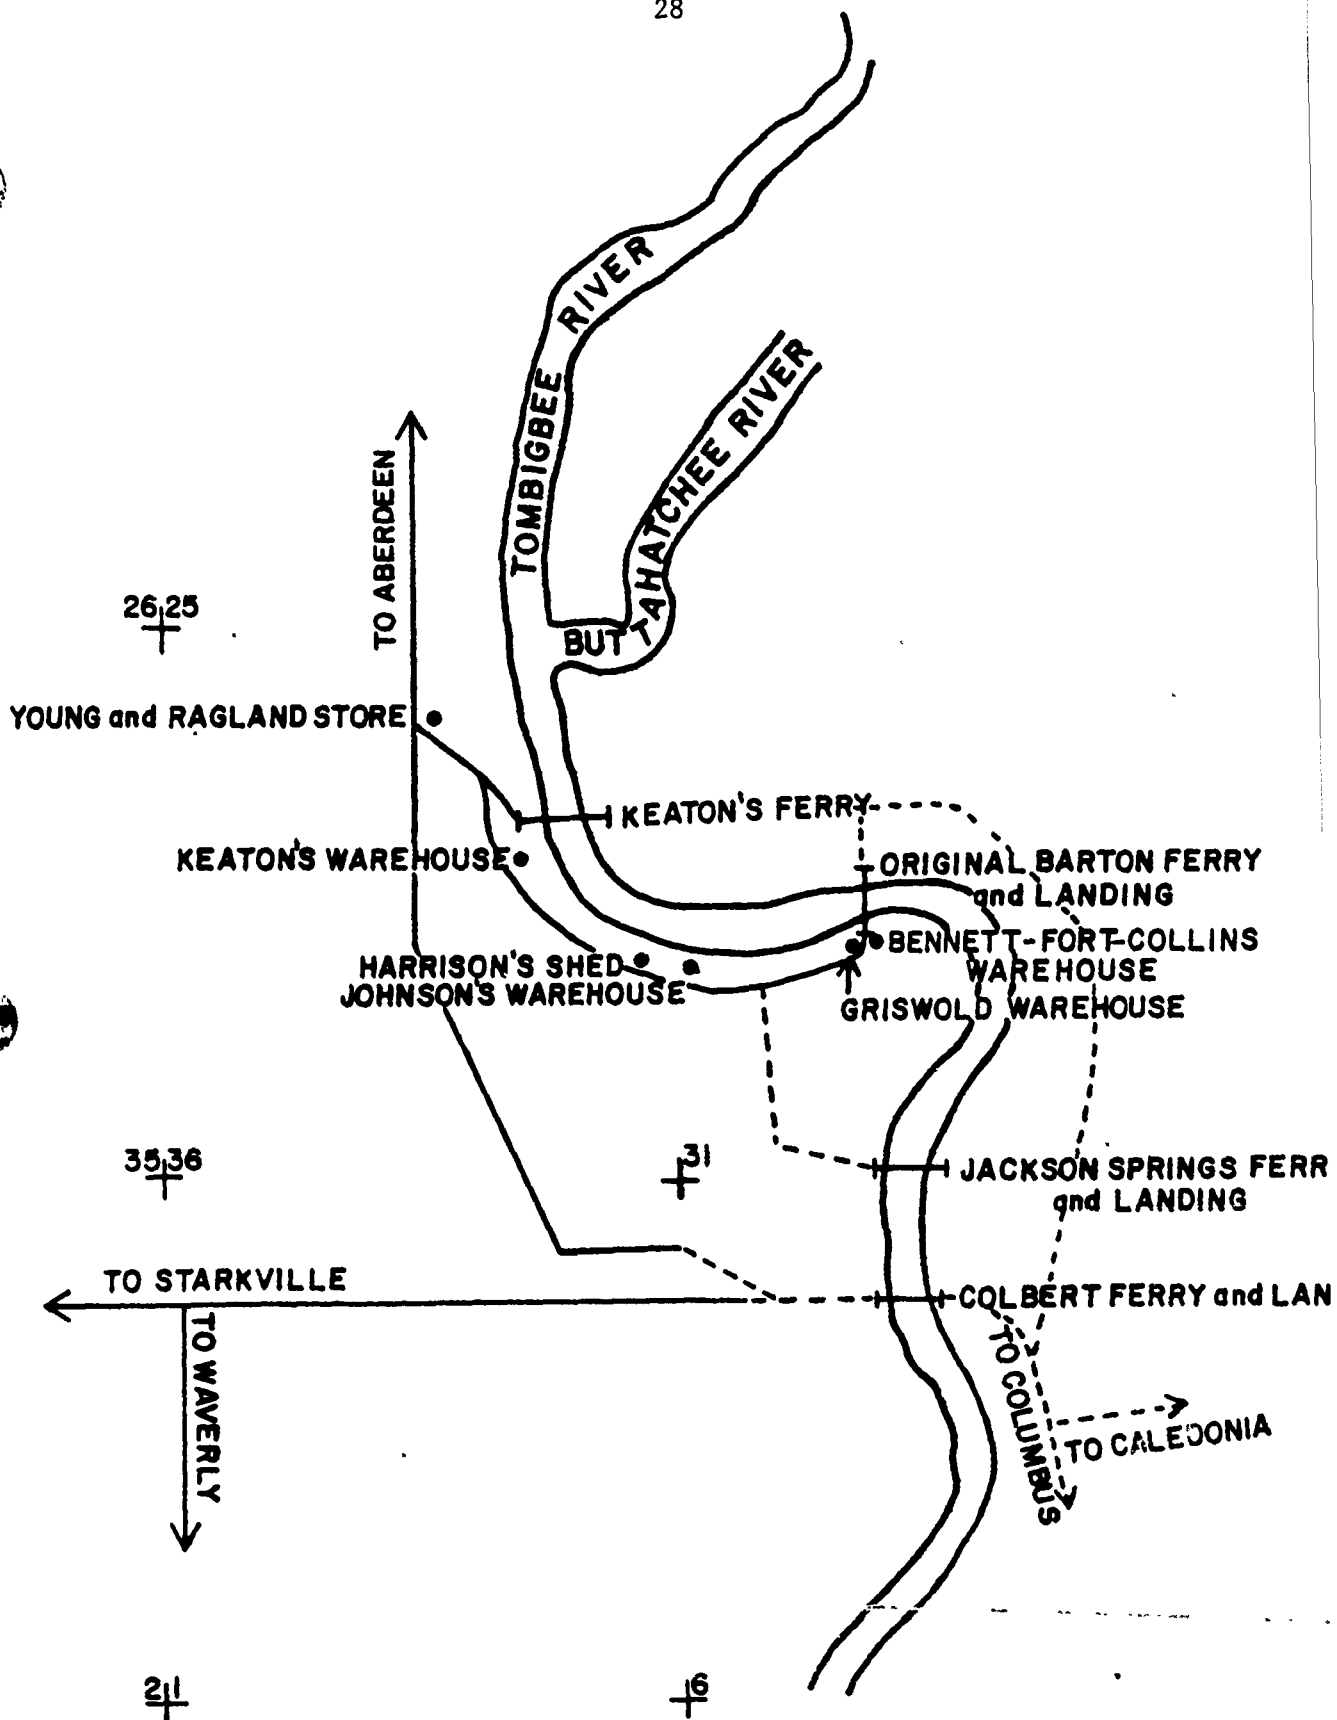 28
TOMBIGBEE RIVER
BUTTAHATCHEE RIVER
TO ABERDEEN
26 25
YOUNG and RAGLAND STORE
KEATON'S FERRY
KEATON'S WAREHOUSE
ORIGINAL BARTON FERRY
and LANDING
BENNETT-FORT-COLLINS
WAREHOUSE
HARRISON'S SHED
JOHNSON'S WAREHOUSE
GRISWOLD WAREHOUSE
35 36
31
JACKSON SPRINGS FERR
and LANDING
TO STARKVILLE
COLBERT FERRY and LAN
TO WAVERLY
TO COLUMBUS
TO CALEDONIA
2 1
6